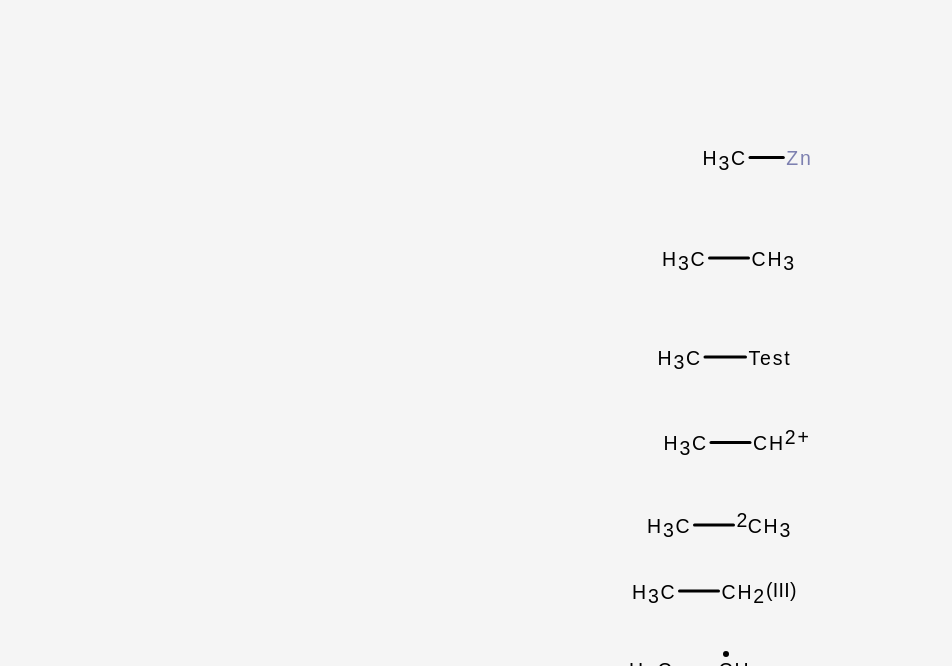 H3C—Zn
H3C—CH3
H3C—Test
H3C—CH2+
H3C—2CH3
H3C—CH2(III)